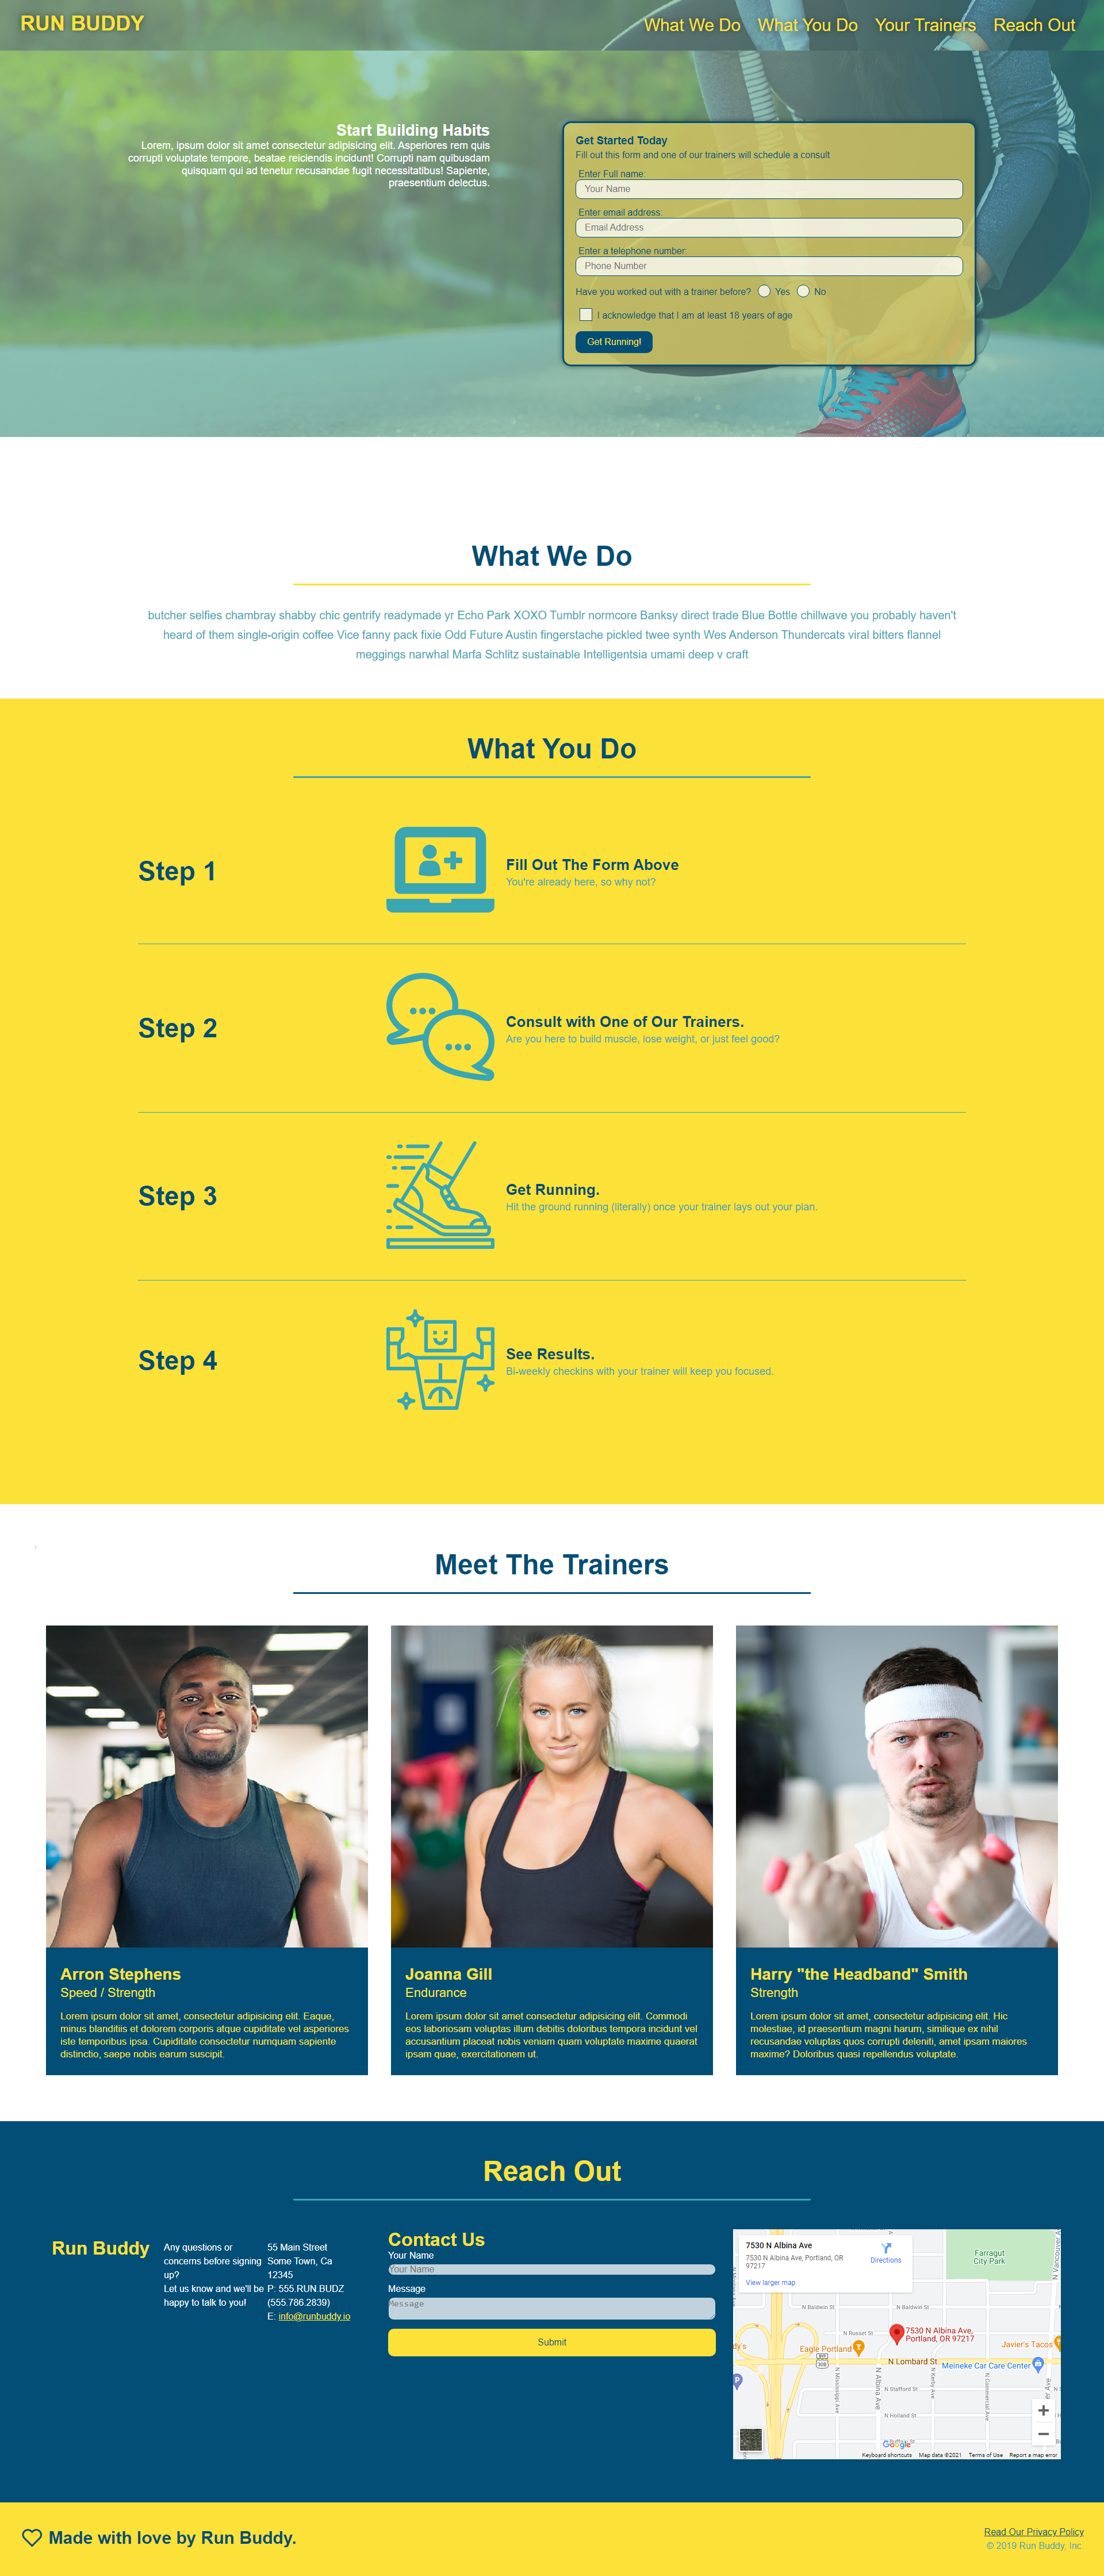 RUN BUDDY
What We Do What You Do Your Trainers Reach Out
Start Building Habits
Lorem, ipsum dolor sit amet consectetur adipisicing elit. Asperiores rem quis
corrupti voluptate tempore, beatae reiciendis incidunt! Corrupti nam quibusdam
quisquam qui ad tenetur recusandae fugit necessitatibus! Sapiente,
praesentium delectus.
Get Started Today
Fill out this form and one of our trainers will schedule a consult
Enter Full name:
Your Name
Enter email address:
Email Address
Enter a telephone number:
Phone Number
Have you worked out with a trainer before? Yes No
I acknowledge that I am at least 18 years of age
Get Running!
What We Do
butcher selfies chambray shabby chic gentrify readymade yr Echo Park XOXO Tumblr normcore Banksy direct trade Blue Bottle chillwave you probably haven't
heard of them single-origin coffee Vice fanny pack fixie Odd Future Austin fingerstache pickled twee synth Wes Anderson Thundercats viral bitters flannel
meggings narwhal Marfa Schlitz sustainable Intelligentsia umami deep v craft
What You Do
Step 1
Fill Out The Form Above
You're already here, so why not?
Step 2
Consult with One of Our Trainers.
Are you here to build muscle, lose weight, or just feel good?
Step 3
Get Running.
Hit the ground running (literally) once your trainer lays out your plan.
Step 4
See Results.
Bi-weekly checkins with your trainer will keep you focused.
Meet The Trainers
Arron Stephens
Speed / Strength
Lorem ipsum dolor sit amet, consectetur adipisicing elit. Eaque,
minus blanditiis et dolorem corporis atque cupiditate vel asperiores
iste temporibus ipsa. Cupiditate consectetur numquam sapiente
distinctio, saepe nobis earum suscipit.
Joanna Gill
Endurance
Lorem ipsum dolor sit amet consectetur adipisicing elit. Commodi
eos laboriosam voluptas illum debitis doloribus tempora incidunt vel
accusantium placeat nobis veniam quam voluptate maxime quaerat
ipsam quae, exercitationem ut.
Harry "the Headband" Smith
Strength
Lorem ipsum dolor sit amet consectetur adipisicing elit. Hic
molestiae, id praesentium magni harum, similique ex nihil
recusandae voluptas quos corrupti deleniti, amet ipsam maiores
maxime? Doloribus quasi repellendus voluptate.
Reach Out
Run Buddy
Any questions or
concerns before signing
up?
Let us know and we'll be
happy to talk to you!
55 Main Street
Some Town, Ca
12345
P: 555.RUN.BUDZ
(555.786.2839)
E: info@runbuddy.io
Contact Us
Your Name
Your Name
Message
Message
Submit
7530 N Albina Ave
7530 N Albina Ave, Portland, OR
97217
Directions
View larger map
Farragut
City Park
N Vancouver A
N Baldwin St N Baldwin St
N Russet St
7530 N Albina Ave,
Portland, OR 97217
Eagle Portland
Javier's Tacos
N Lombard St
Meineke Car Care Center
N Mississippi Ave
N Albina Ave
N Kerby Ave
N Commercial Ave
N Stafford St
N Holland St
Google
Keyboard shortcuts Map data ©2021 Terms of Use Report a map error
Made with love by Run Buddy.
Read Our Privacy Policy
© 2019 Run Buddy, Inc.